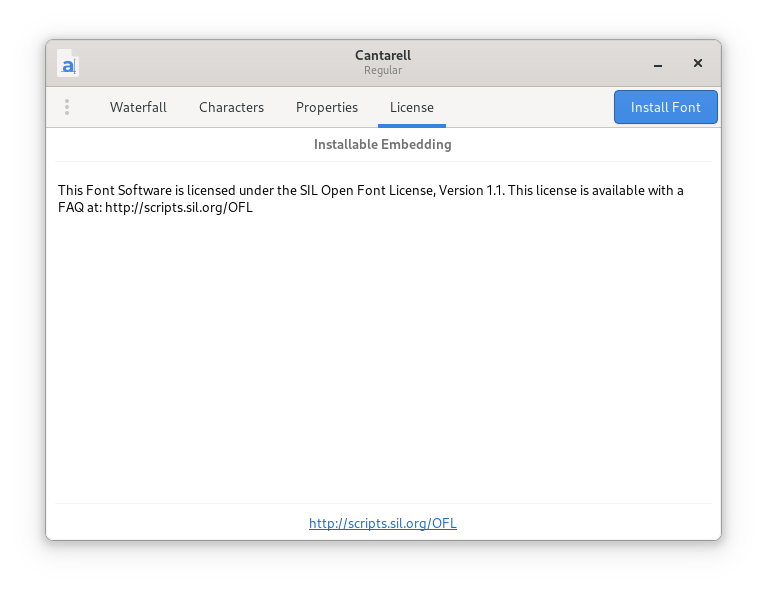 Cantarell
Regular
Waterfall
Characters
Properties
License
Install Font
Installable Embedding
This Font Software is licensed under the SIL Open Font License, Version 1.1. This license is available with a
FAQ at: http://scripts.sil.org/OFL
http://scripts.sil.org/OFL